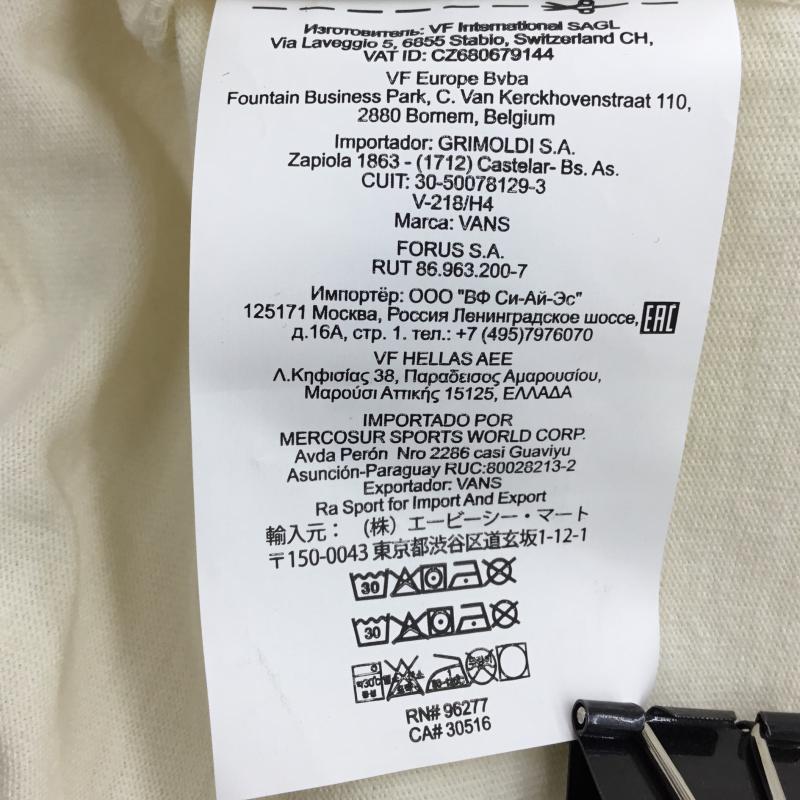 Изготовитель: VF International SAGL
Via Laveggio 5, 6855 Stabio, Switzerland CH,
VAT ID: CZ680679144
VF Europe Bvba
Fountain Business Park, C. Van Kerckhovenstraat 110,
2880 Bornem, Belgium
Importador: GRIMOLDI S.A.
Zapiola 1863 - (1712) Castelar- Bs. As.
CUIT: 30-50078129-3
V-218/H4
Marca: VANS
FORUS S.A.
RUT 86.963.200-7
Импортёр: ООО "ВФ Си-Ай-Эс"
125171 Москва, Россия Ленинградское шоссе, EAC
д.16А, стр. 1. тел.: +7 (495)7976070
VF HELLAS AEE
Λ.Κηφισίας 38, Παράδεισος Αμαρουσίου,
Μαρούσι Αττικής 15125, ΕΛΛΑΔΑ
IMPORTADO POR
MERCOSUR SPORTS WORLD CORP.
Avda Perón Nro 2286 casi Guaviyu
Asunción-Paraguay RUC:80028213-2
Exportador: VANS
Ra Sport for Import And Export
輸入元：（株）エービーシー・マート
〒150-0043 東京都渋谷区道玄坂1-12-1
30
30
RN# 96277
CA# 30516